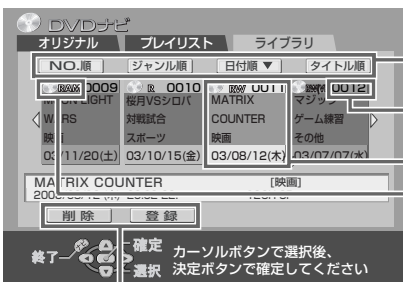 DVDナビ
オリジナル プレイリスト ライブラリ
NO.順 ジャンル順 日付順▼ タイトル順
RAM 0009 R 0010 RW 0011 0012
MOON LIGHT 桜月VSシロバ MATRIX マジック
WARS 対戦試合 COUNTER ゲーム練習
映画 スポーツ 映画 その他
03/11/20(土) 03/10/15(金) 03/08/12(木) 03/07/07(水)
MATRIX COUNTER [映画]
削除 登録
終了 確定 カーソルボタンで選択後、
選択 決定ボタンで確定してください